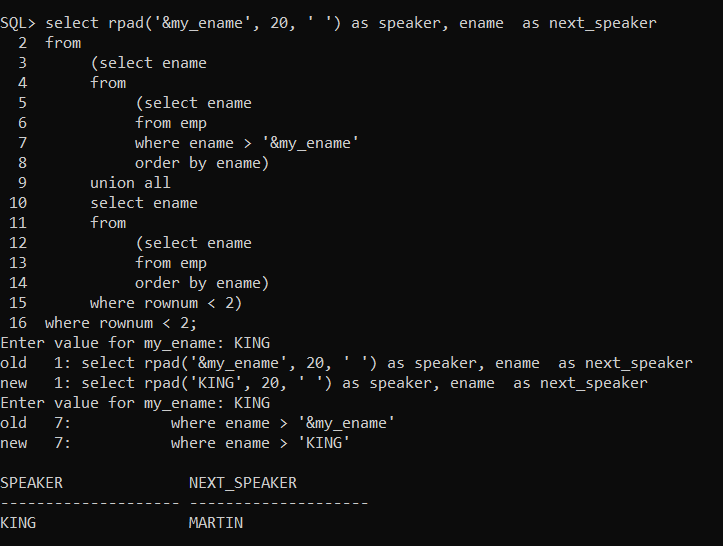 SQL> select rpad('&my_ename', 20, ' ') as speaker, ename  as next_speaker
  2  from
  3       (select ename
  4       from
  5            (select ename
  6            from emp
  7            where ename > '&my_ename'
  8            order by ename)
  9       union all
 10       select ename
 11       from
 12            (select ename
 13            from emp
 14            order by ename)
 15       where rownum < 2)
 16  where rownum < 2;
Enter value for my_ename: KING
old   1: select rpad('&my_ename', 20, ' ') as speaker, ename  as next_speaker
new   1: select rpad('KING', 20, ' ') as speaker, ename  as next_speaker
Enter value for my_ename: KING
old   7:           where ename > '&my_ename'
new   7:           where ename > 'KING'

SPEAKER              NEXT_SPEAKER
-------------------- --------------------
KING                 MARTIN